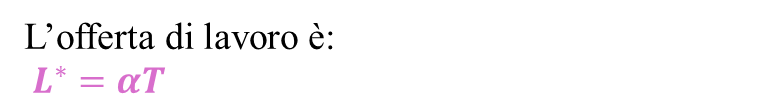 L’offerta di lavoro è:
L* = αT